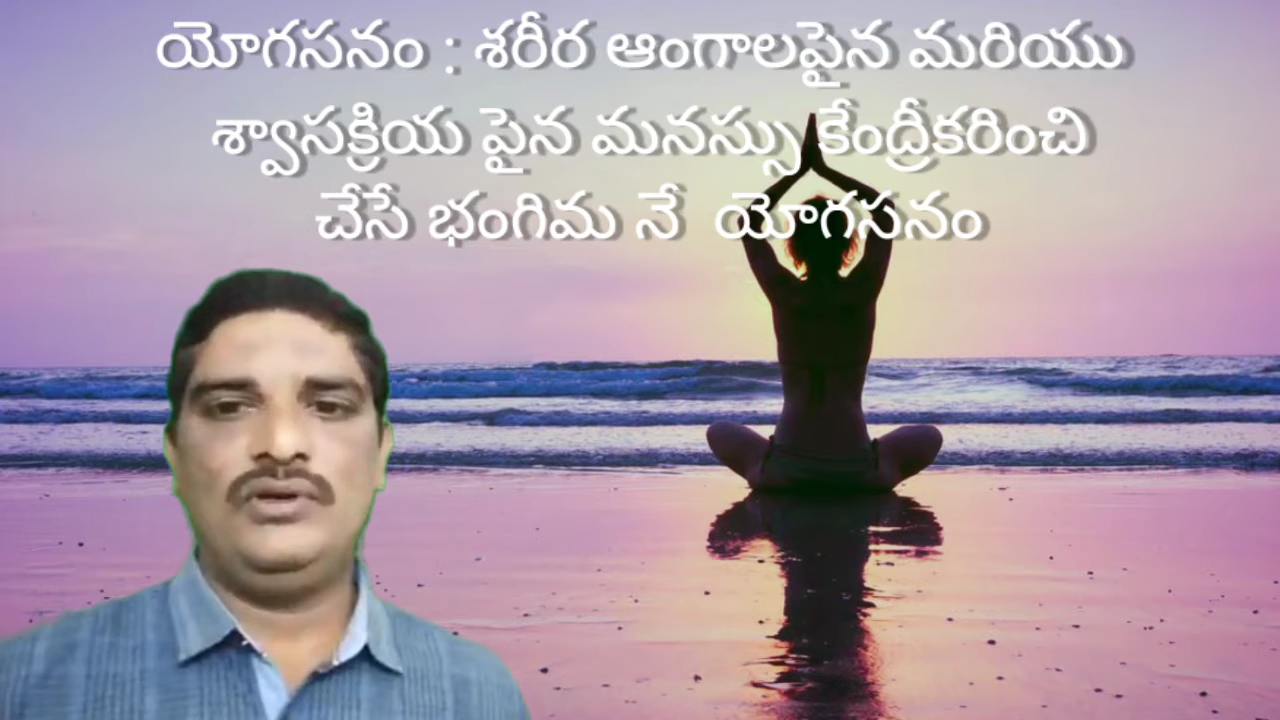 యోగసనం : శరీర ఆంగాలపైన మరియు
శ్వాసక్రియ పైన మనస్సు కేంద్రీకరించి
చేసే భంగిమ నే యోగసనం